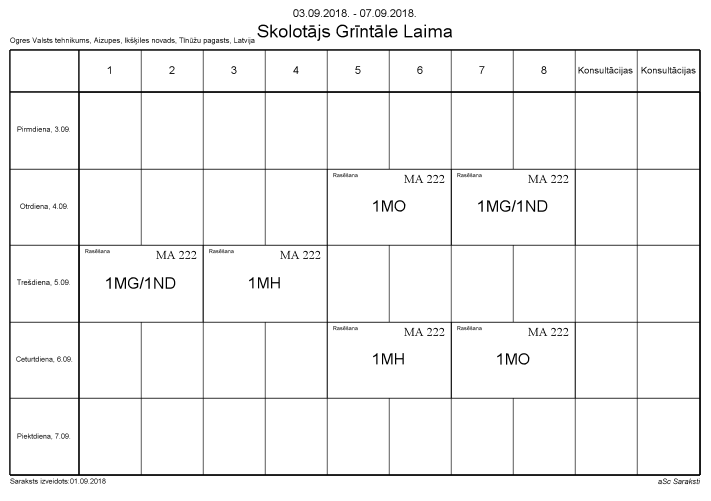 03.09.2018. - 07.09.2018.
Ogres Valsts tehnikums, Aizupes, Ikšķiles novads, Tīnūžu pagasts, Latvija
Skolotājs Grīntāle Laima
1 2 3 4 5 6 7 8 Konsultācijas Konsultācijas
Pirmdiena, 3.09.
Rasēšana MA 222 Rasēšana MA 222
Otrdiena, 4.09. 1MO 1MG/1ND
Rasēšana MA 222 Rasēšana MA 222
Trešdiena, 5.09. 1MG/1ND 1MH
Rasēšana MA 222 Rasēšana MA 222
Ceturtdiena, 6.09. 1MH 1MO
Piektdiena, 7.09.
Saraksts izveidots:01.09.2018 aSc Saraksti